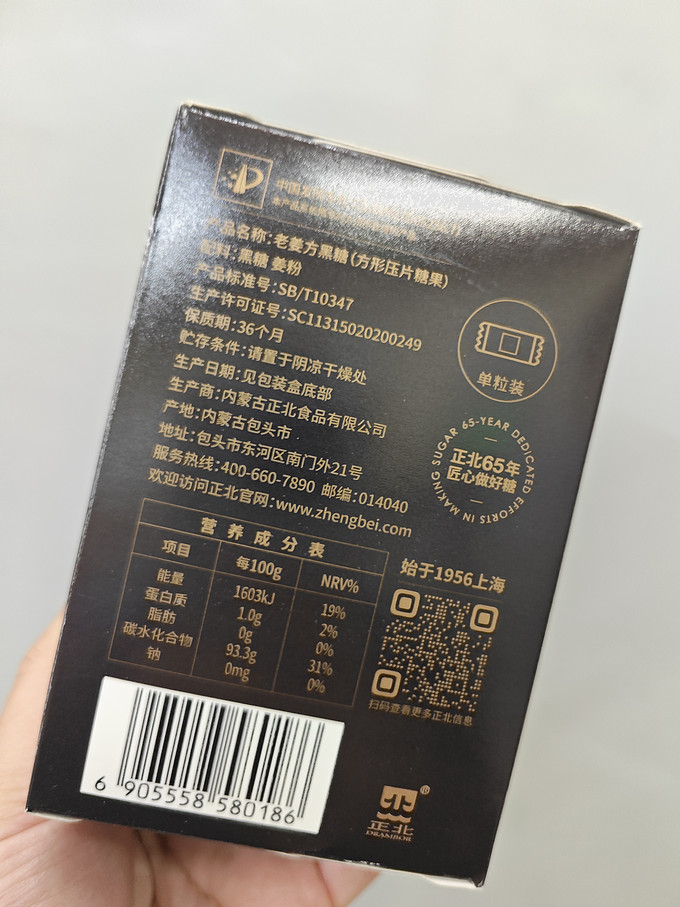 产品名称:老姜方黑糖(方形压片糖果)
配料:黑糖 姜粉
产品标准号:SB/T10347
生产许可证号:SC11315020200249
保质期:36个月
贮存条件:请置于阴凉干燥处
生产日期:见包装盒底部
生产商:内蒙古正北食品有限公司
产地:内蒙古包头市
地址:包头市东河区南门外21号
服务热线:400-660-7890 邮编:014040
欢迎访问正北官网:www.zhengbei.com
单粒装
65-YEAR DEDICATED EFFORTS IN MAKING SUGAR
正北65年
匠心做好糖
营养成分表
项目 每100g NRV%
能量 1603kJ 19%
蛋白质 1.0g 2%
脂肪 0g 0%
碳水化合物 93.3g 31%
钠 0mg 0%
始于1956上海
扫码查看更多正北信息
6 905558 580186
®
正北